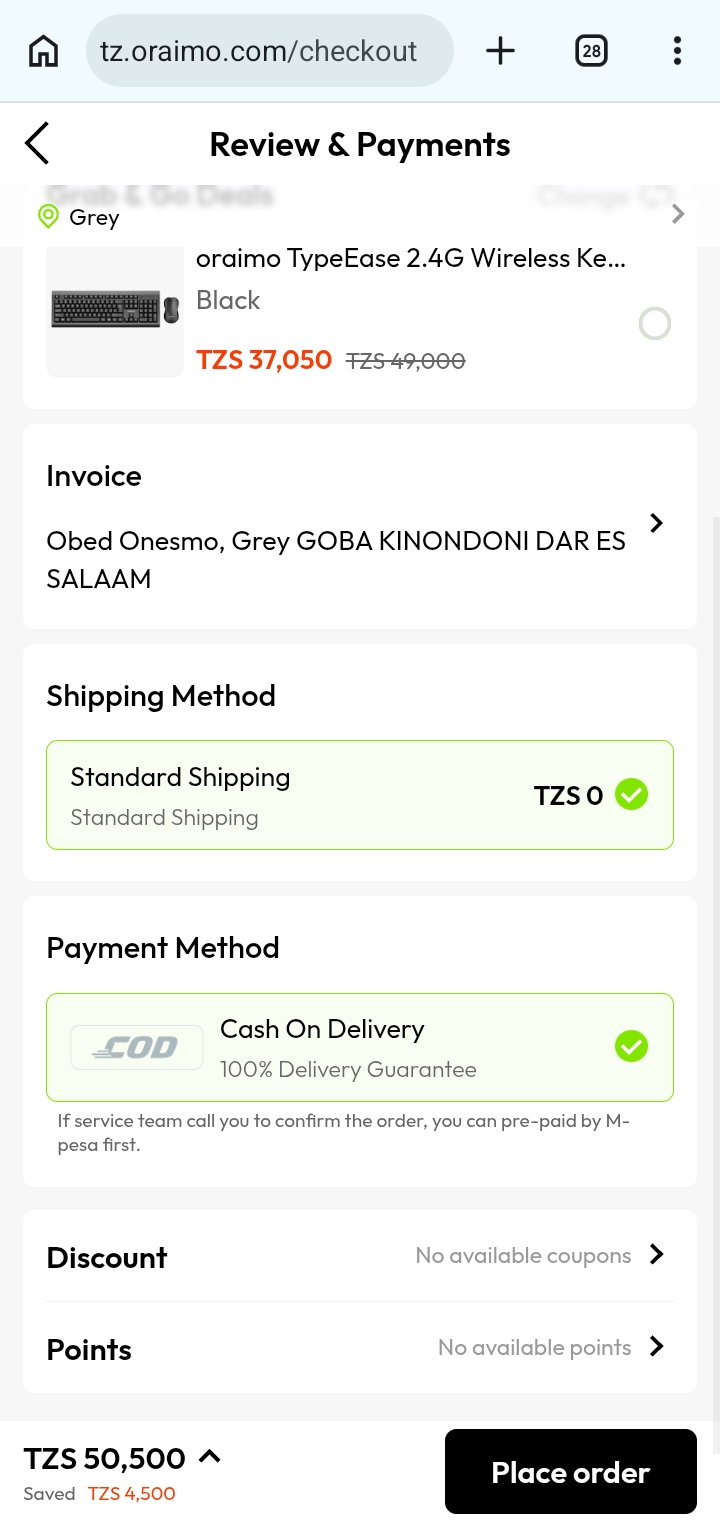 tz.oraimo.com/checkout
28
Review & Payments
Grab & Go Deals
Change
Grey
oraimo TypeEase 2.4G Wireless Ke...
Black
TZS 37,050 TZS 49,000
Invoice
Obed Onesmo, Grey GOBA KINONDONI DAR ES
SALAAM
Shipping Method
Standard Shipping
Standard Shipping
TZS 0
Payment Method
COD
Cash On Delivery
100% Delivery Guarantee
If service team call you to confirm the order, you can pre-paid by M-
pesa first.
Discount
No available coupons
Points
No available points
TZS 50,500
Saved TZS 4,500
Place order